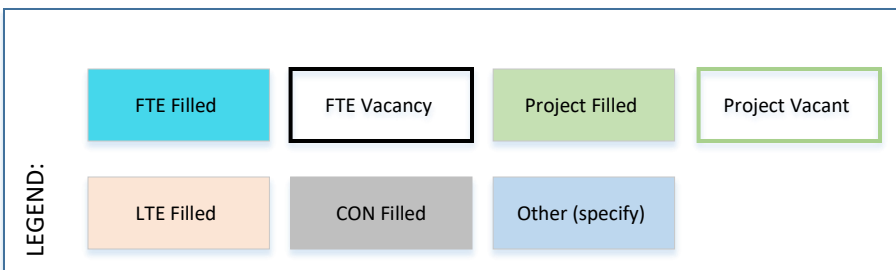 FTE Filled
FTE Vacancy
Project Filled
Project Vacant
LEGEND:
LTE Filled
CON Filled
Other (specify)